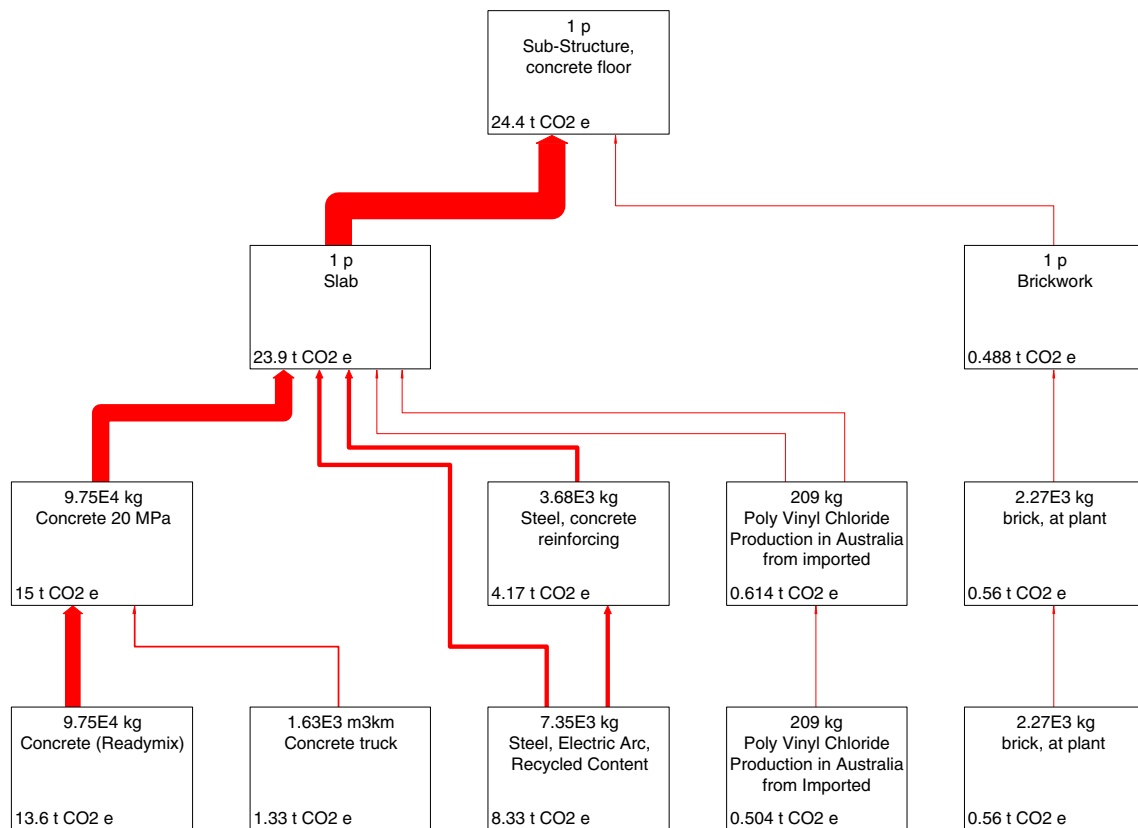 1 p
Sub-Structure,
concrete floor
24.4 t CO2 e
1 p
Slab
23.9 t CO2 e
1 p
Brickwork
0.488 t CO2 e
9.75E4 kg
Concrete 20 MPa
15 t CO2 e
3.68E3 kg
Steel, concrete
reinforcing
4.17 t CO2 e
209 kg
Poly Vinyl Chloride
Production in Australia
from imported
0.614 t CO2 e
2.27E3 kg
brick, at plant
0.56 t CO2 e
9.75E4 kg
Concrete (Readymix)
13.6 t CO2 e
1.63E3 m3km
Concrete truck
1.33 t CO2 e
7.35E3 kg
Steel, Electric Arc,
Recycled Content
8.33 t CO2 e
209 kg
Poly Vinyl Chloride
Production in Australia
from Imported
0.504 t CO2 e
2.27E3 kg
brick, at plant
0.56 t CO2 e